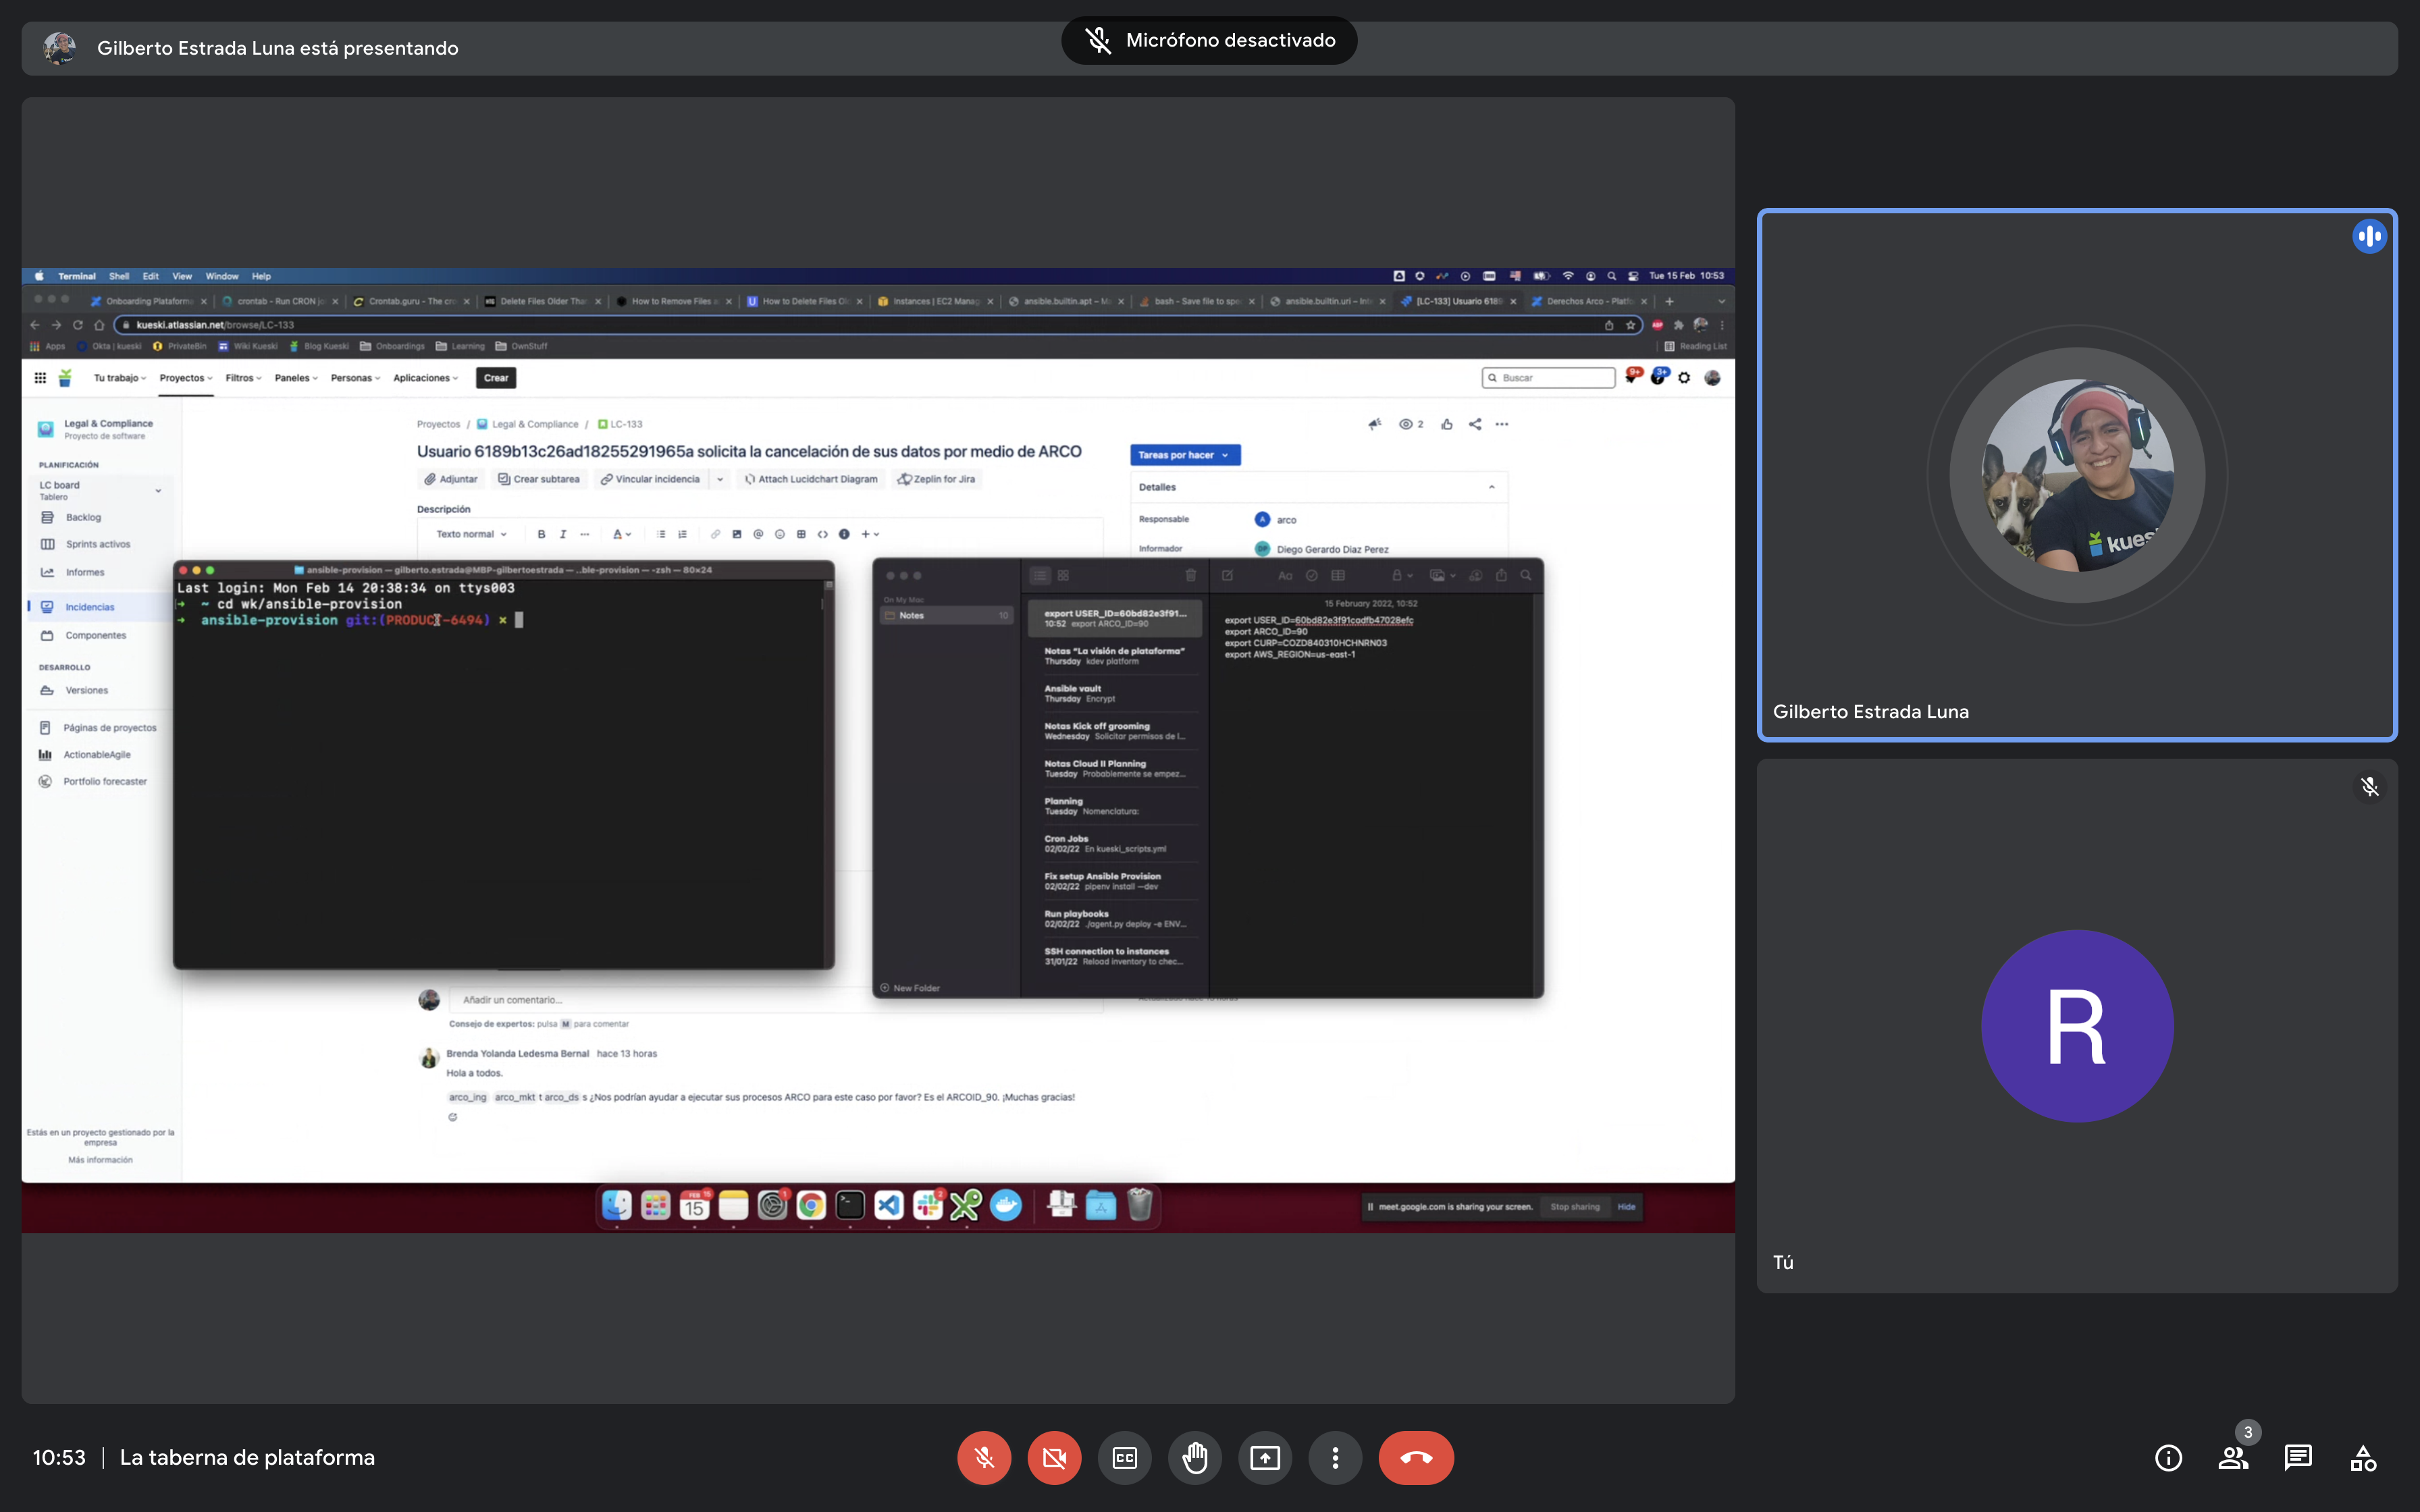 Gilberto Estrada Luna está presentando
Micrófono desactivado
Terminal Shell Edit View Window Help
Tue 15 Feb 10:53
Onboarding Plataforma
crontab - Run CRON
Crontab.guru - The
Delete Files Older Tha
How to Remove Files
How to Delete Files
Instances | EC2 Manag
ansible.builtin.apt
bash - Save file to
ansible.builtin.uri
[LC-133] Usuario
Derechos Arco
kueski.atlassian.net/browse/LC-133
Apps Okta | kueski PrivateBin Wiki Kueski Blog Kueski Onboardings Learning OwnStuff
Reading List
Tu trabajo Proyectos Filtros Paneles Personas Aplicaciones Crear
Buscar
9+ 3+
Legal & Compliance
Proyecto de software
PLANIFICACIÓN
LC board
Tablero
Backlog
Sprints activos
Informes
Incidencias
Componentes
DESARROLLO
Versiones
Páginas de proyectos
ActionableAgile
Portfolio forecaster
Estás en un proyecto gestionado por la
empresa
Más información
Proyectos / Legal & Compliance / LC-133
2
Usuario 6189b13c26ad18255291965a solicita la cancelación de sus datos por medio de ARCO
Adjuntar Crear subtarea Vincular incidencia Attach Lucidchart Diagram Zeplin for Jira
Descripción
Texto normal
Tareas por hacer
Detalles
Responsable arco
Informador Diego Gerardo Diaz Perez
ansible-provision — gilberto.estrada@MBP-gilbertoestrada — ..ble-provision — -zsh — 80×24
Last login: Mon Feb 14 20:38:34 on ttys003
→ ~ cd wk/ansible-provision
→ ansible-provision git:(PRODUCT-6494) ×
On My Mac
Notes 10
New Folder
export USER_ID=60bd82e3f91...
10:52 export ARCO_ID=90
Notas "La visión de plataforma"
Thursday kdev platform
Ansible vault
Thursday Encrypt
Notas Kick off grooming
Wednesday Solicitar permisos de l...
Notas Cloud II Planning
Tuesday Probablemente se empez...
Planning
Tuesday Nomenclatura:
Cron Jobs
02/02/22 En kueski_scripts.yml
Fix setup Ansible Provision
02/02/22 pipenv install —dev
Run playbooks
02/02/22 ./agent.py deploy -e ENV...
SSH connection to instances
31/01/22 Reload inventory to chec...
15 February 2022, 10:52
export USER_ID=60bd82e3f91cadfb47028efc
export ARCO_ID=90
export CURP=COZD840310HCHNRN03
export AWS_REGION=us-east-1
Añadir un comentario...
Consejo de expertos: pulsa M para comentar
Brenda Yolanda Ledesma Bernal hace 13 horas
Hola a todos.
arco_ing arco_mkt t arco_ds s ¿Nos podrían ayudar a ejecutar sus procesos ARCO para este caso por favor? Es el ARCOID_90. ¡Muchas gracias!
FEB
15
meet.google.com is sharing your screen. Stop sharing Hide
kues
Gilberto Estrada Luna
R
Tú
10:53 | La taberna de plataforma
3